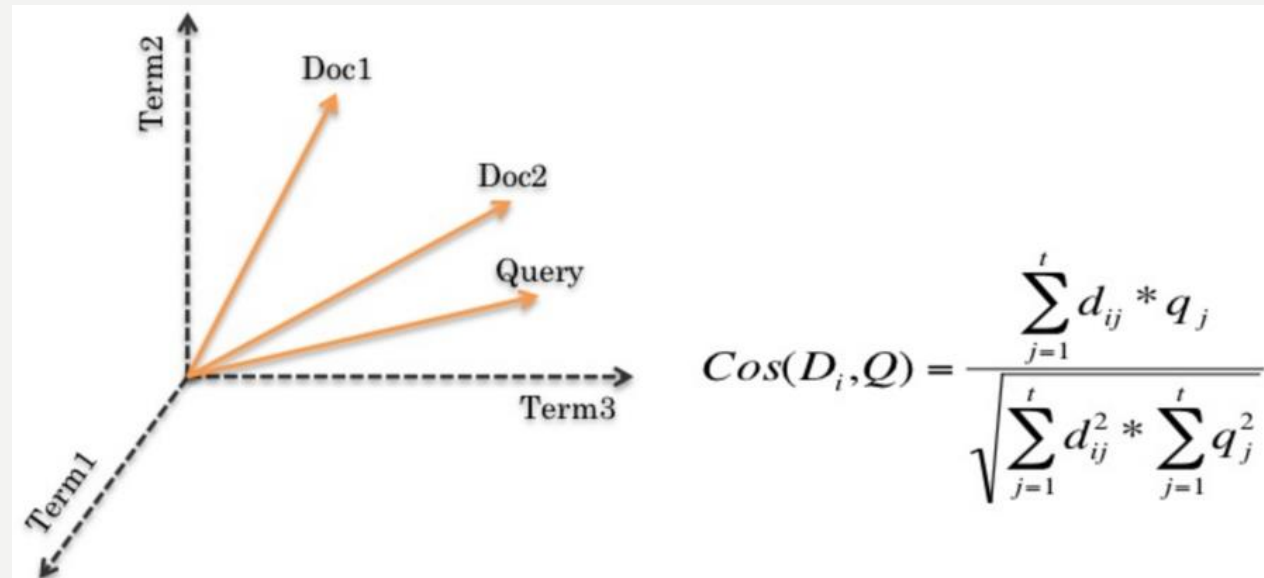 Term2
Doc1
Doc2
Query
Term3
Term1
Cos(D_i,Q) = \frac{\sum_{j=1}^{t} d_{ij} * q_j}{\sqrt{\sum_{j=1}^{t} d_{ij}^2 * \sum_{j=1}^{t} q_j^2}}